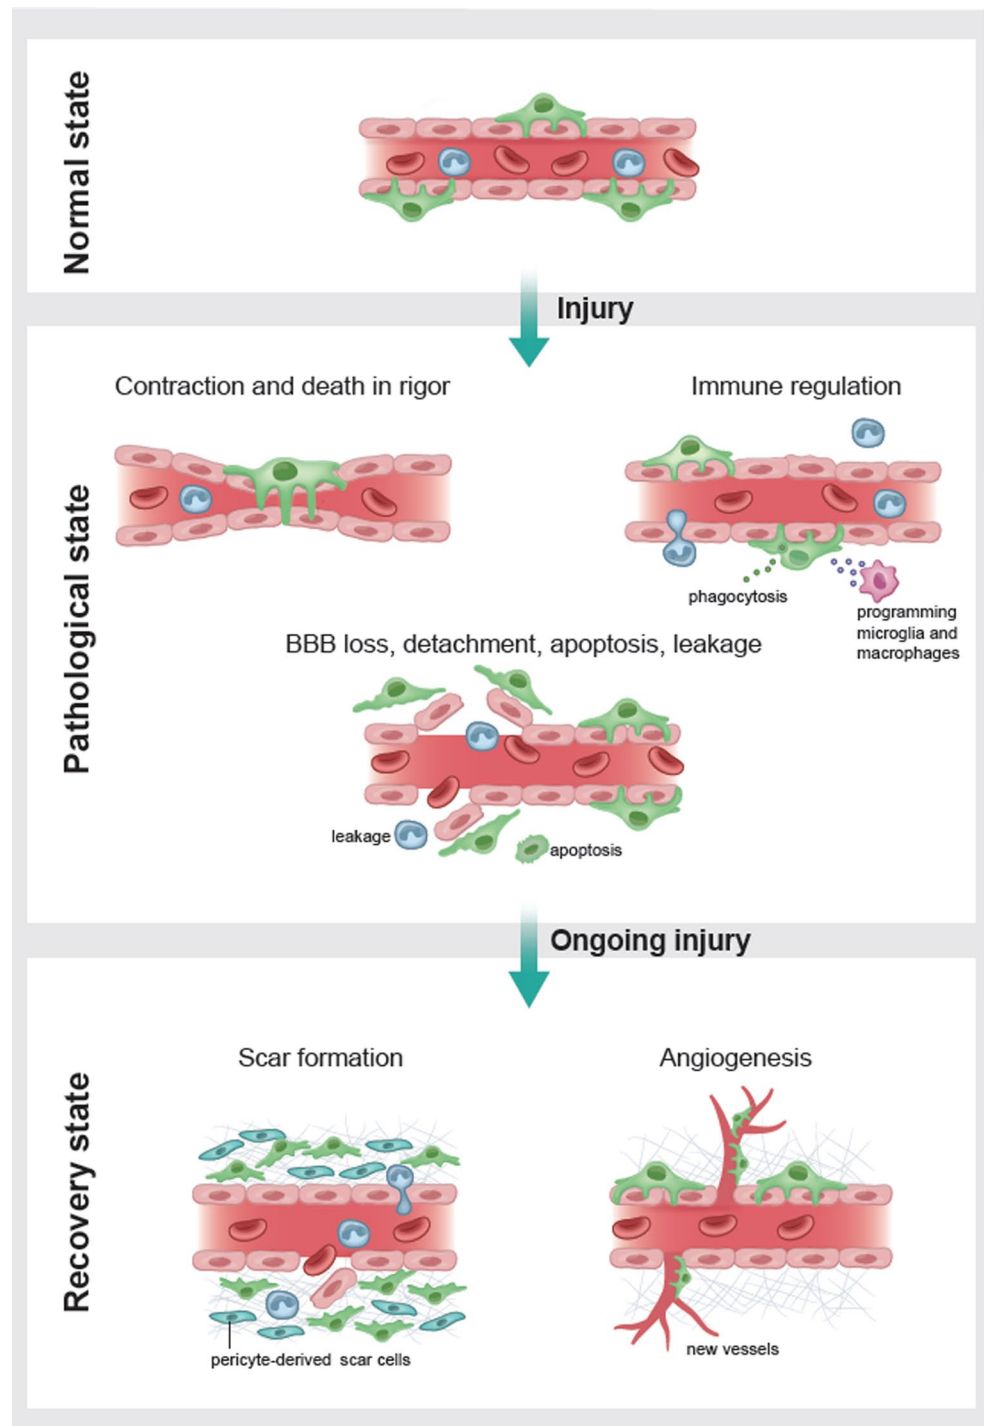 Normal state
Injury
Pathological state
Contraction and death in rigor
Immune regulation
phagocytosis
programming
microglia and
macrophages
BBB loss, detachment, apoptosis, leakage
leakage
apoptosis
Ongoing injury
Recovery state
Scar formation
Angiogenesis
pericyte-derived scar cells
new vessels